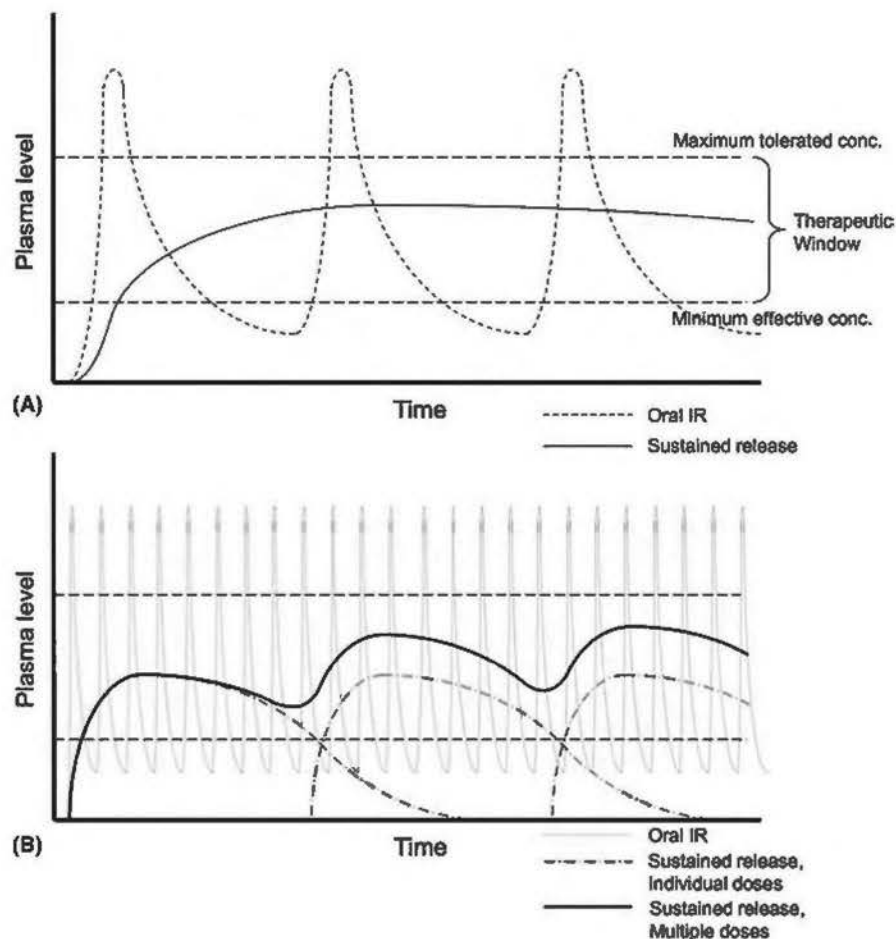 Plasma level
Maximum tolerated conc.
Therapeutic
Window
Minimum effective conc.
(A)
Time
Oral IR
Sustained release
Plasma level
(B)
Time
Oral IR
Sustained release,
Individual doses
Sustained release,
Multiple doses